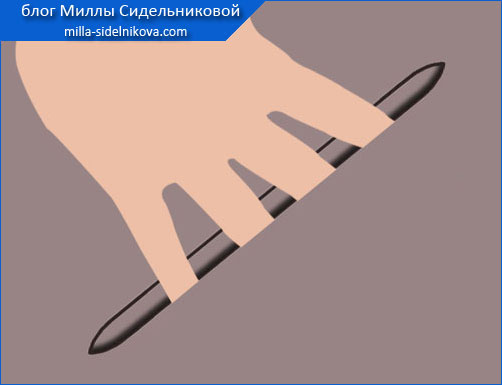 блог Миллы Сидельниковой
milla-sidelnikova.com